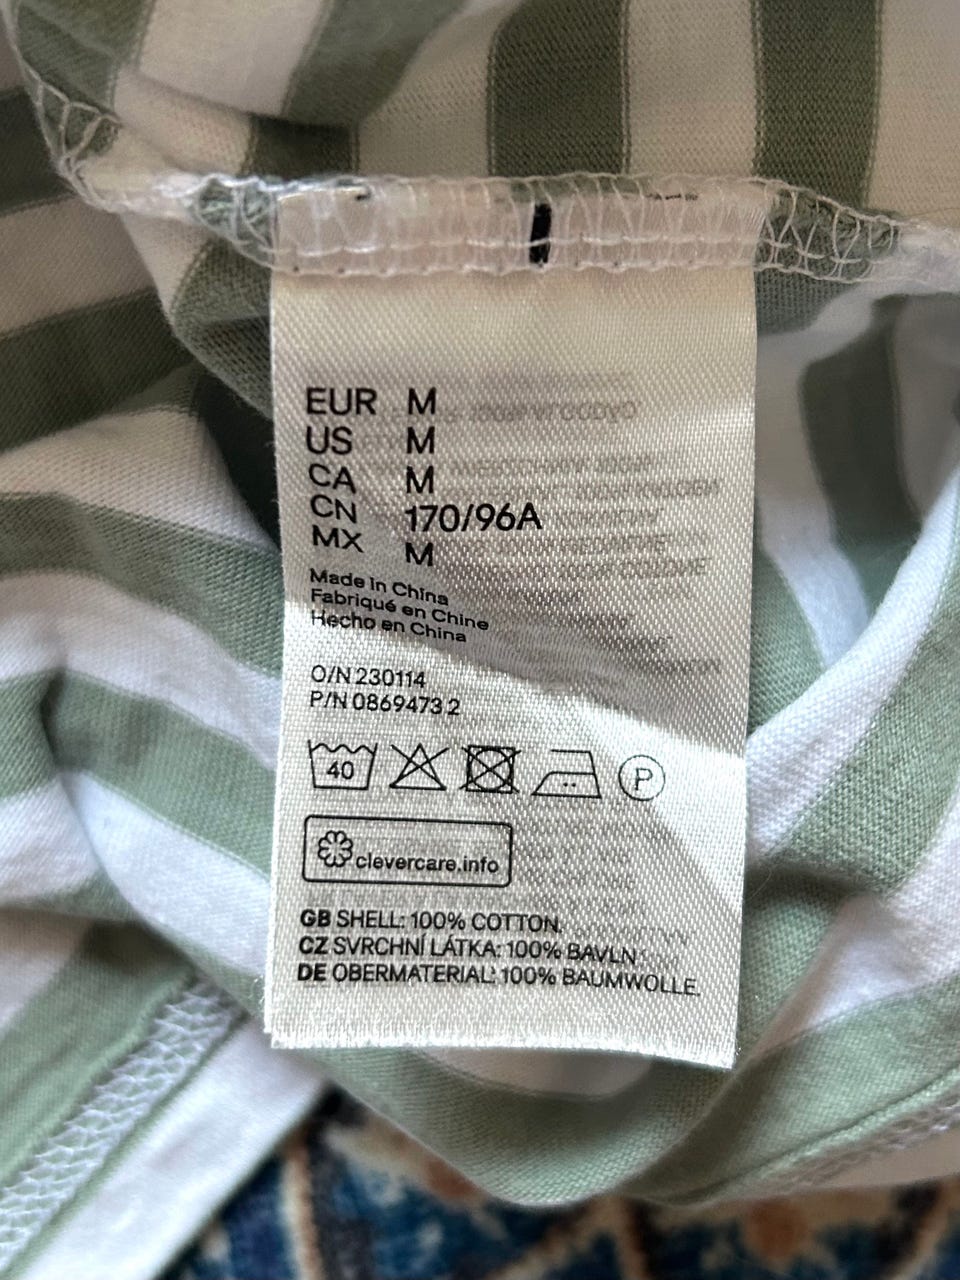 EUR M
US M
CA M
CN 170/96A
MX M
Made in China
Fabriqué en Chine
Hecho en China
O/N 230114
P/N 0869473 2
40
P
clevercare.info
GB SHELL: 100% COTTON.
CZ SVRCHNÍ LÁTKA: 100% BAVLN
DE OBERMATERIAL: 100% BAUMWOLLE.